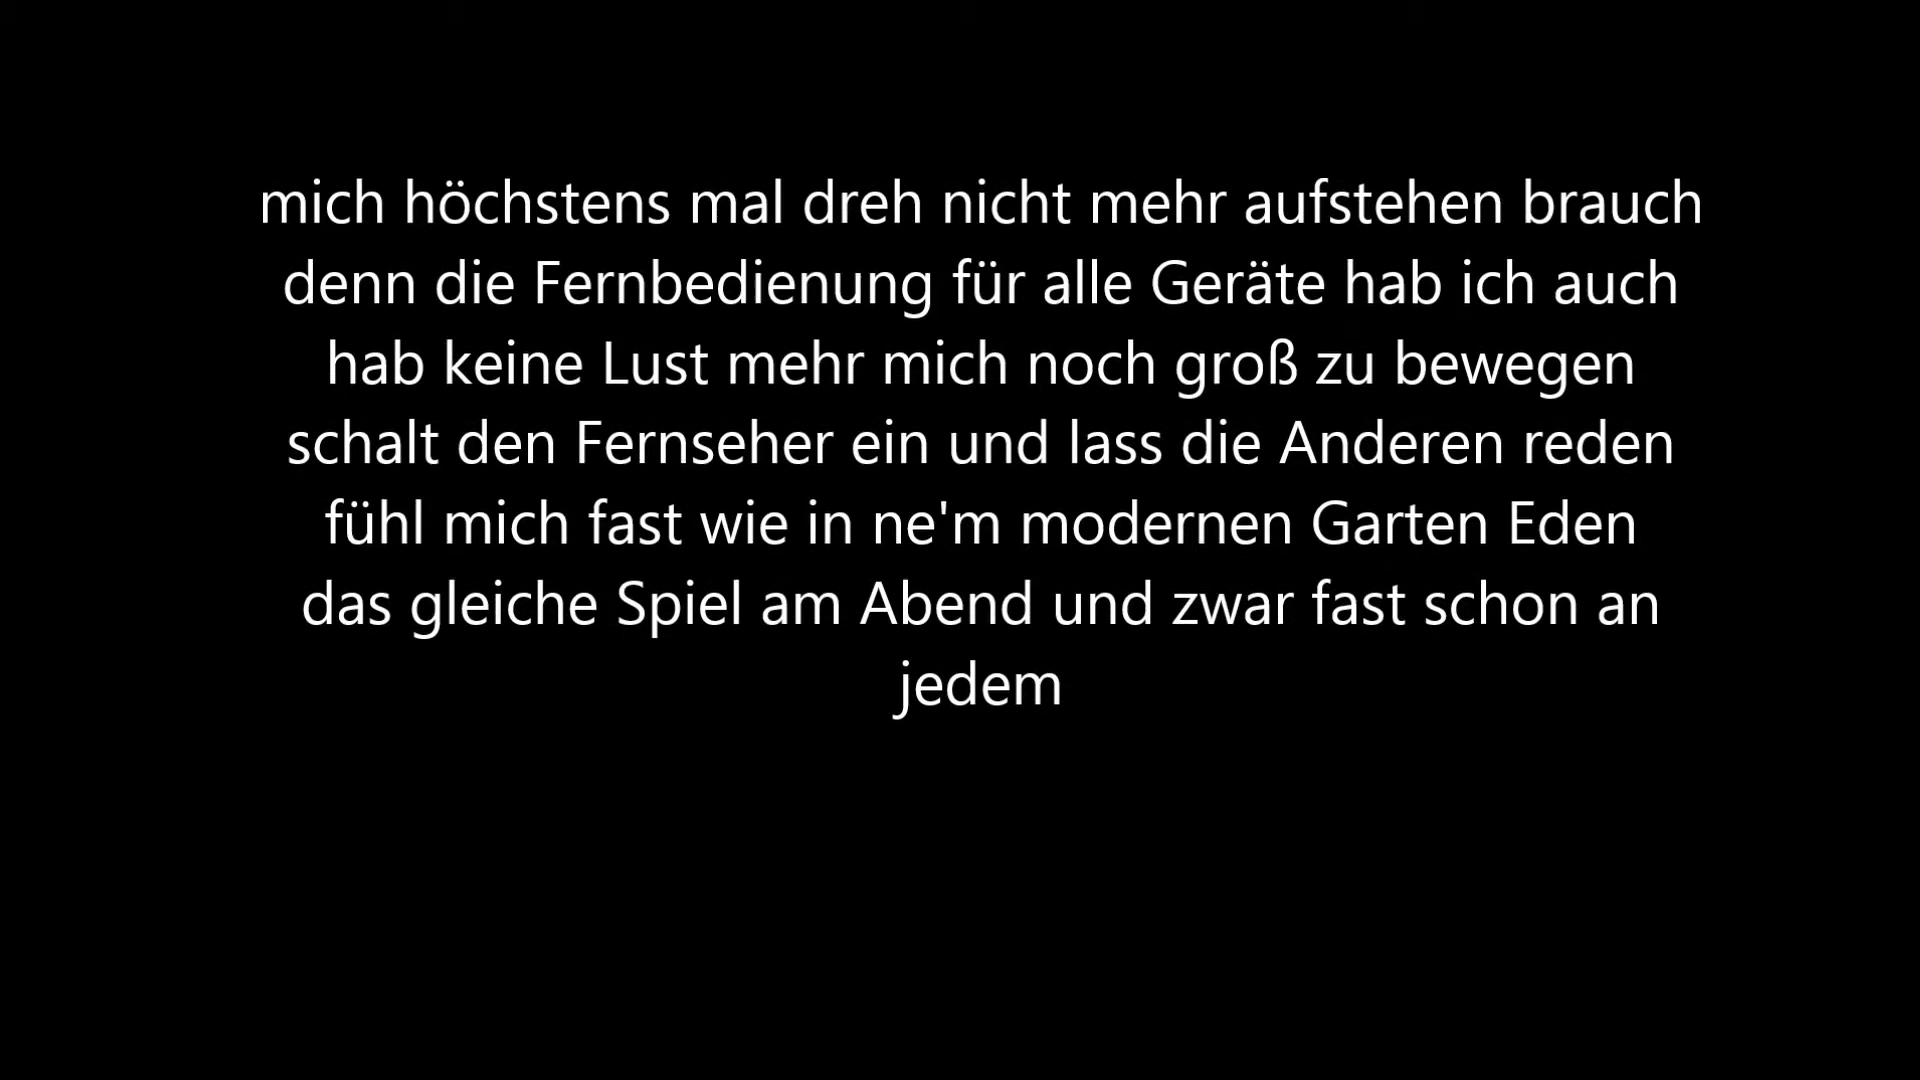 mich höchstens mal dreh nicht mehr aufstehen brauch
denn die Fernbedienung für alle Geräte hab ich auch
hab keine Lust mehr mich noch groß zu bewegen
schalt den Fernseher ein und lass die Anderen reden
fühl mich fast wie in ne'm modernen Garten Eden
das gleiche Spiel am Abend und zwar fast schon an
jedem